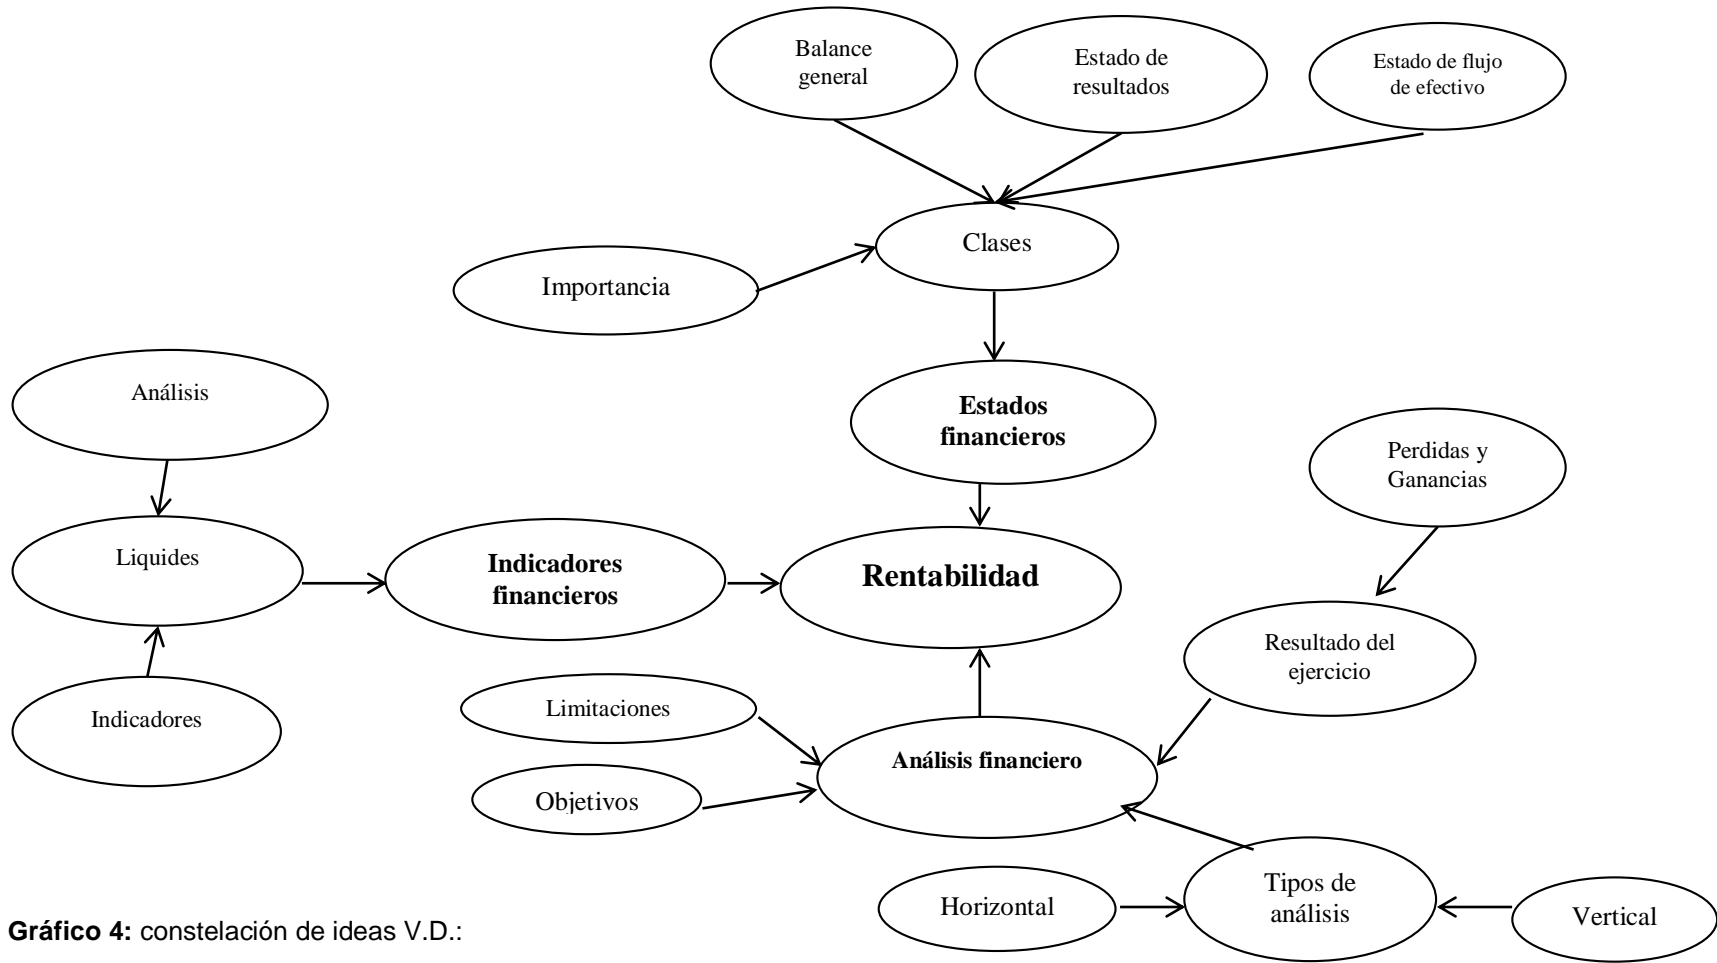 Balance
general
Estado de
resultados
Estado de flujo
de efectivo
Clases
Importancia
Análisis
Estados
financieros
Perdidas y
Ganancias
Liquides
Indicadores
financieros
Rentabilidad
Resultado del
ejercicio
Indicadores
Limitaciones
Análisis financiero
Objetivos
Tipos de
análisis
Horizontal
Vertical
Gráfico 4: constelación de ideas V.D.: